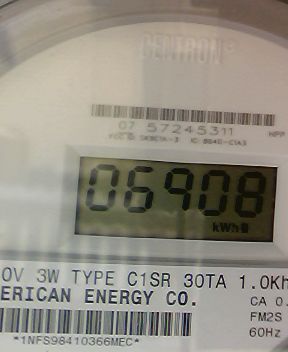 CENTRON®
07 57245311
06908
kWh
0V 3W TYPE C1SR 30TA 1.0Kh
ERICAN ENERGY CO.
CA 0.
FM2S
60Hz
*1NFS98410366MEC*